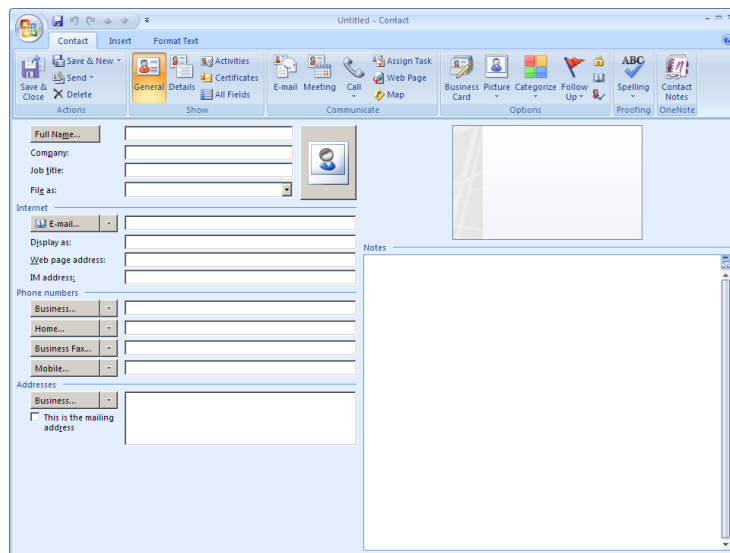 Untitled - Contact
Contact Insert Format Text
Save & Close
Save & New
Send
Delete
Actions
General
Details
Activities
Certificates
All Fields
Show
E-mail
Meeting
Call
Assign Task
Web Page
Map
Communicate
Business Card
Picture
Categorize
Follow Up
Options
ABC
Spelling
Proofing
Contact Notes
OneNote
Full Name...
Company:
Job title:
File as:
Internet
E-mail...
Display as:
Web page address:
IM address:
Phone numbers
Business...
Home...
Business Fax...
Mobile...
Addresses
Business...
This is the mailing
address
Notes